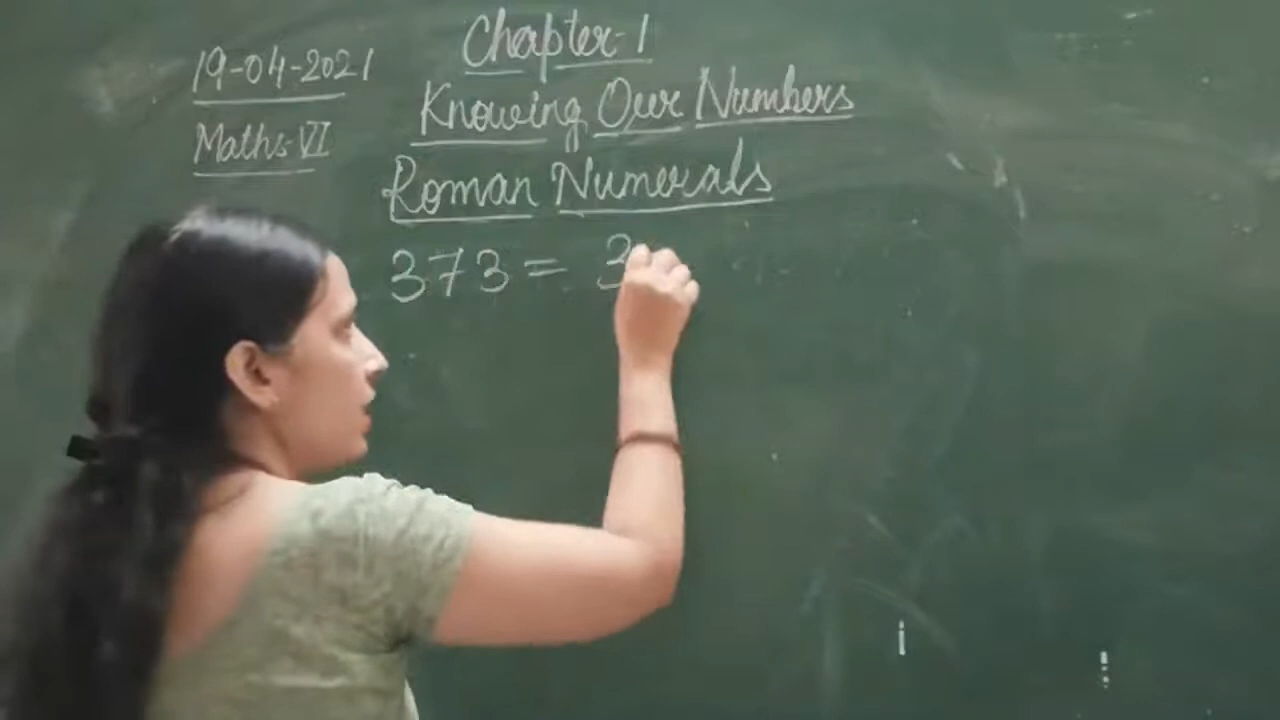 Chapter-1
19-04-2021
Knowing Our Numbers
Maths-VI
Roman Numerals
373 = 3